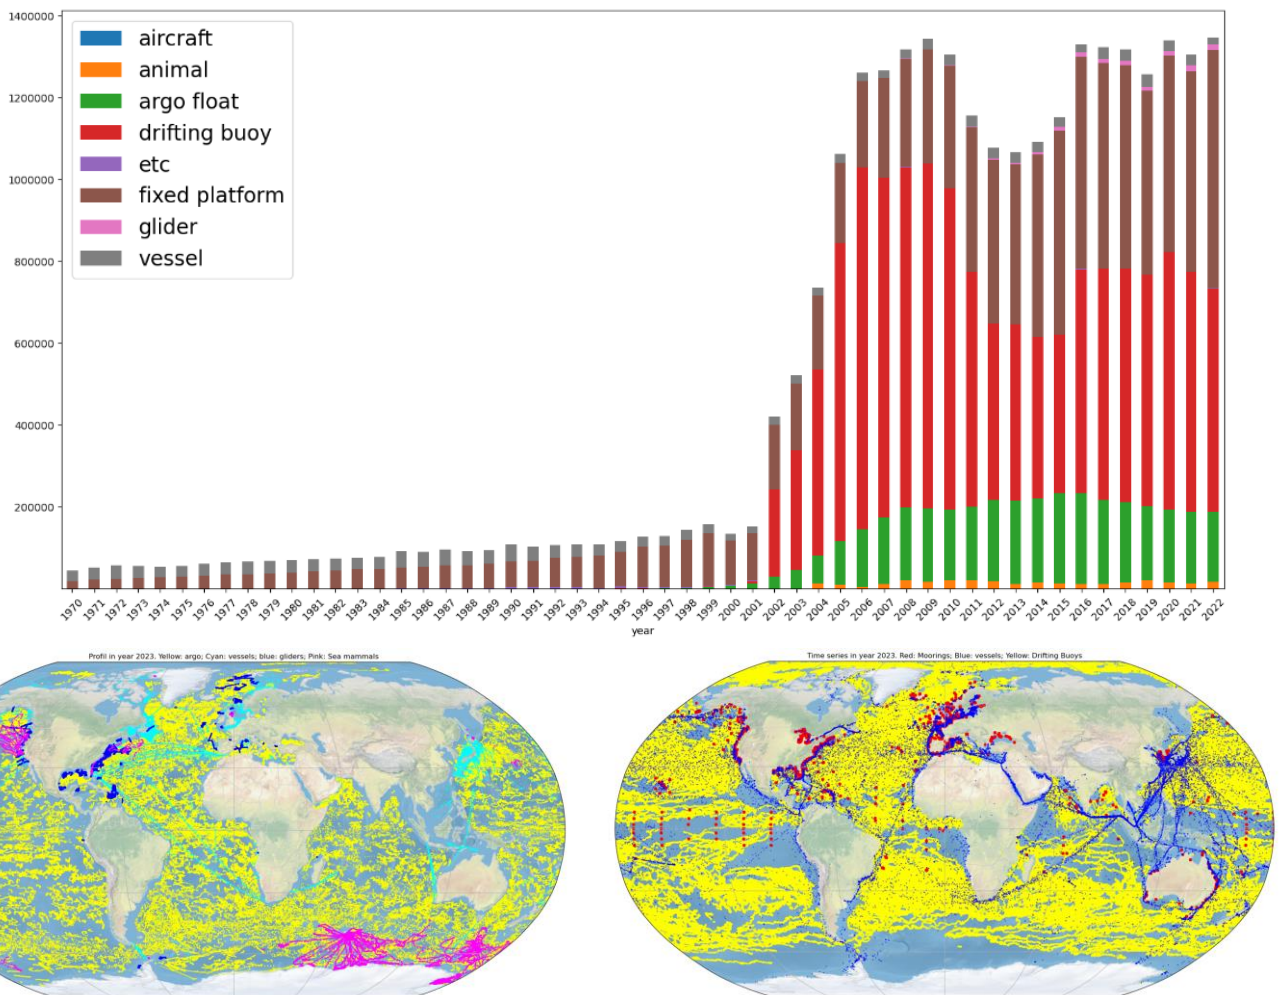 1400000
1200000
1000000
800000
600000
400000
200000
aircraft
animal
argo float
drifting buoy
etc
fixed platform
glider
vessel
1970 1971 1972 1973 1974 1975 1976 1977 1978 1979 1980 1981 1982 1983 1984 1985 1986 1987 1988 1989 1990 1991 1992 1993 1994 1995 1996 1997 1998 1999 2000 2001 2002 2003 2004 2005 2006 2007 2008 2009 2010 2011 2012 2013 2014 2015 2016 2017 2018 2019 2020 2021 2022
year
Profil in year 2023. Yellow: argo; Cyan: vessels; blue: gliders; Pink: Sea mammals
Time series in year 2023. Red: Moorings; Blue: vessels; Yellow: Drifting Buoys